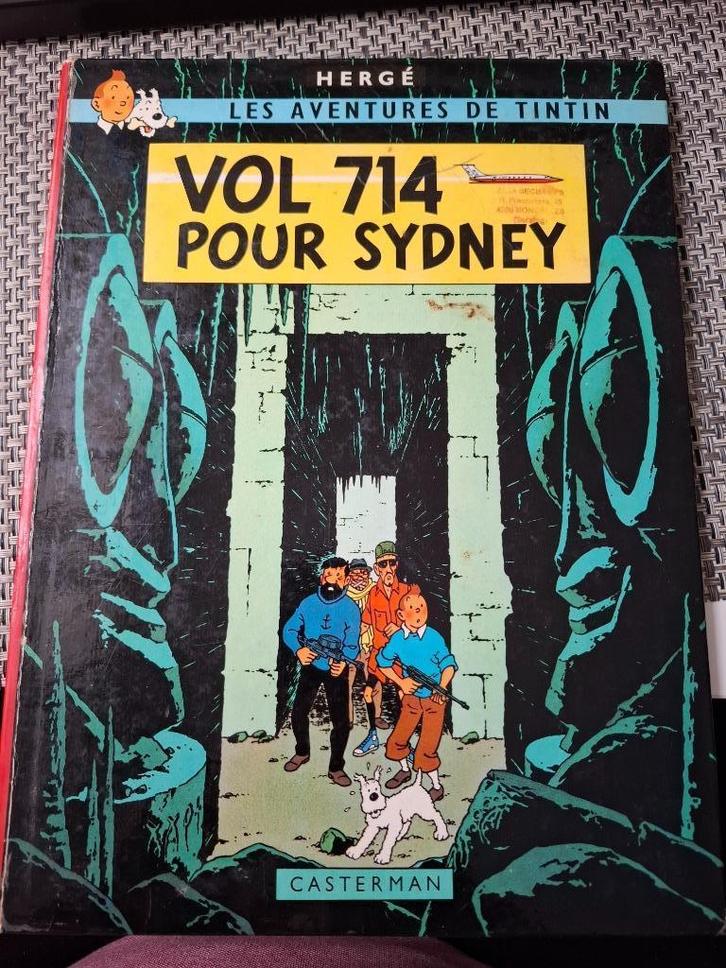 HERGÉ
LES AVENTURES DE TINTIN
VOL 714
POUR SYDNEY
CASTERMAN